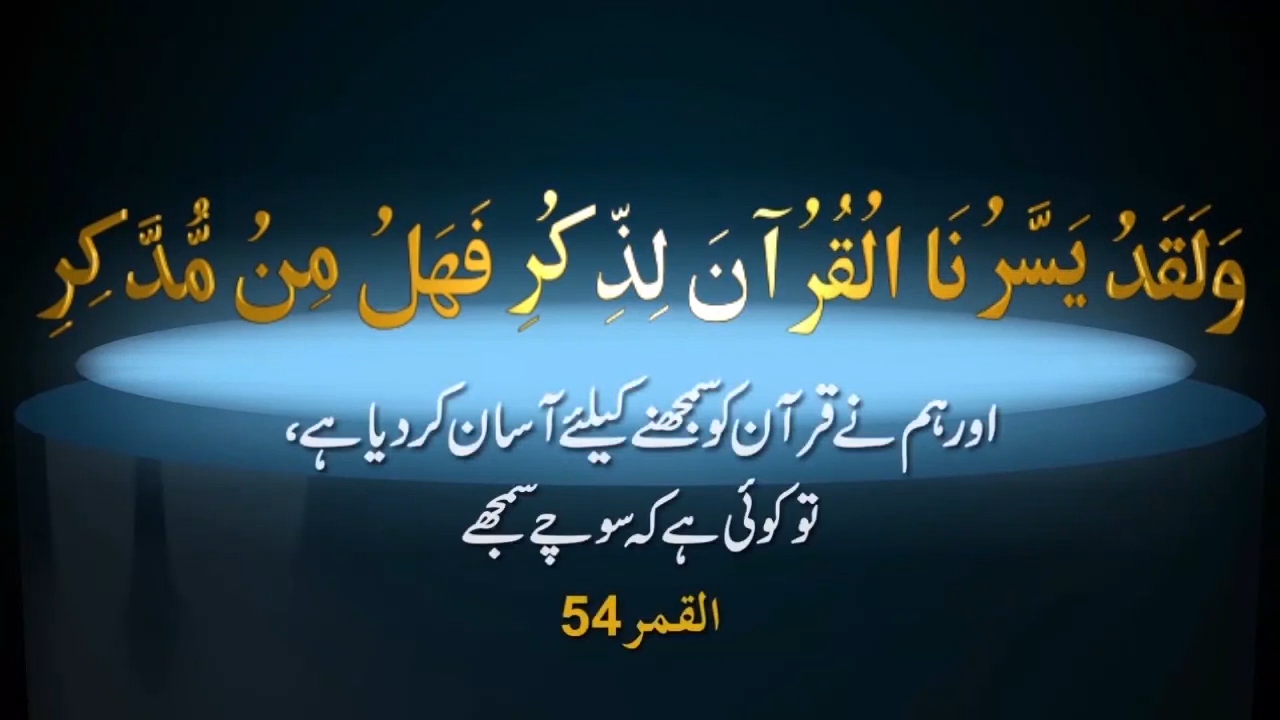 وَلَقَدُ يَسَّرُنَا الُقُرُآنَ لِذِّكُرِ فَهَلُ مِنُ مُّدَّكِرِ
اور ہم نے قرآن کو سمجھنے کیلئے آسان کر دیا ہے،
تو کوئی ہے کہ سوچے سمجھے
القمر 54